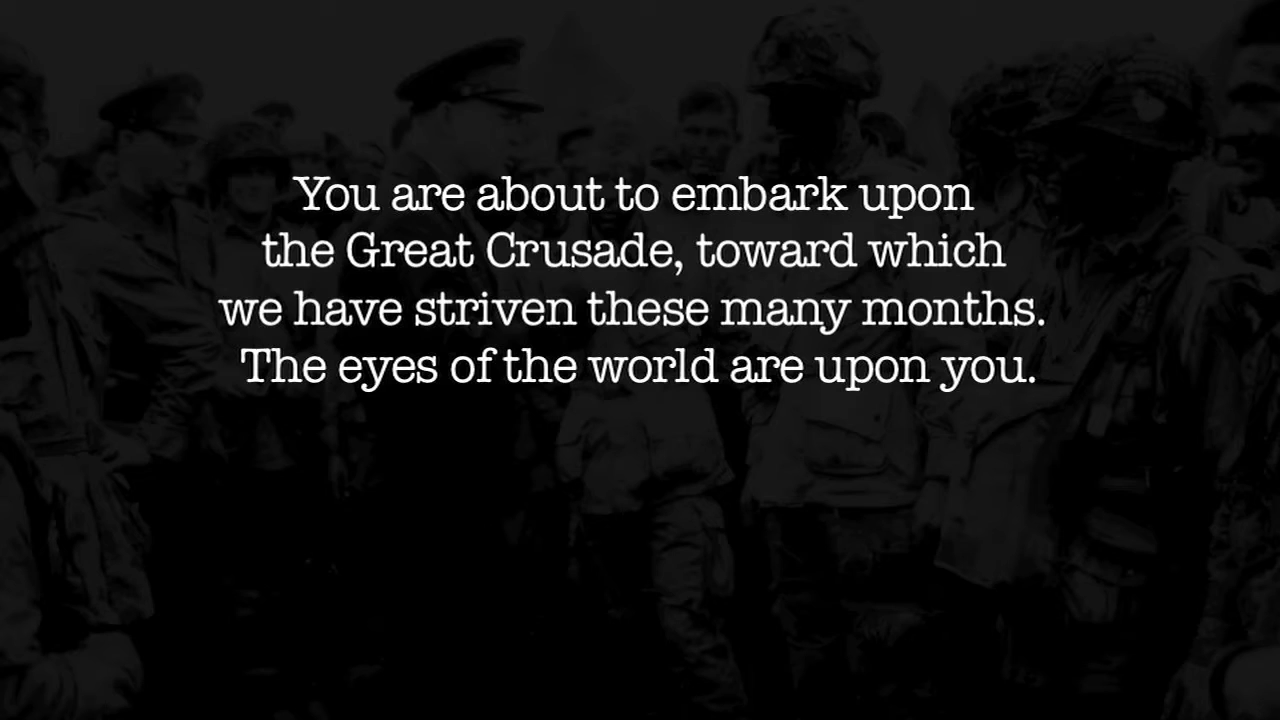 You are about to embark upon
the Great Crusade, toward which
we have striven these many months.
The eyes of the world are upon you.